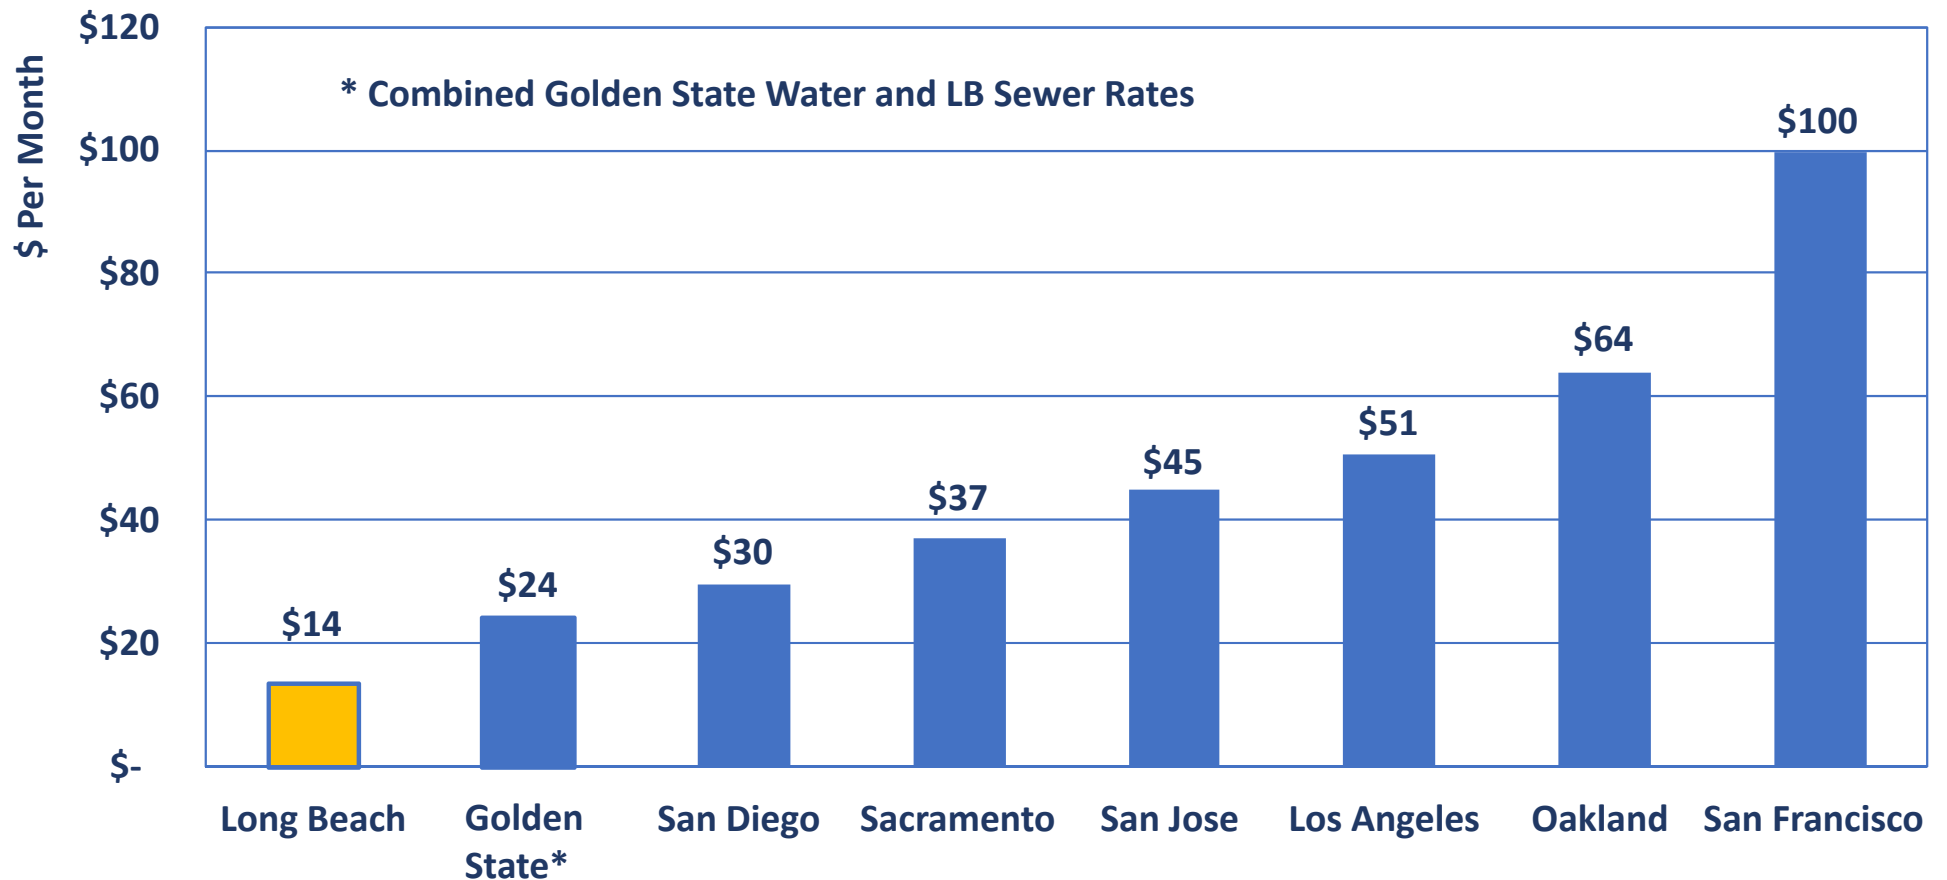 $ Per Month
$120
$100
$80
$60
$40
$20
$-
* Combined Golden State Water and LB Sewer Rates
$14
$24
$30
$37
$45
$51
$64
$100
Long Beach
Golden
State*
San Diego
Sacramento
San Jose
Los Angeles
Oakland
San Francisco